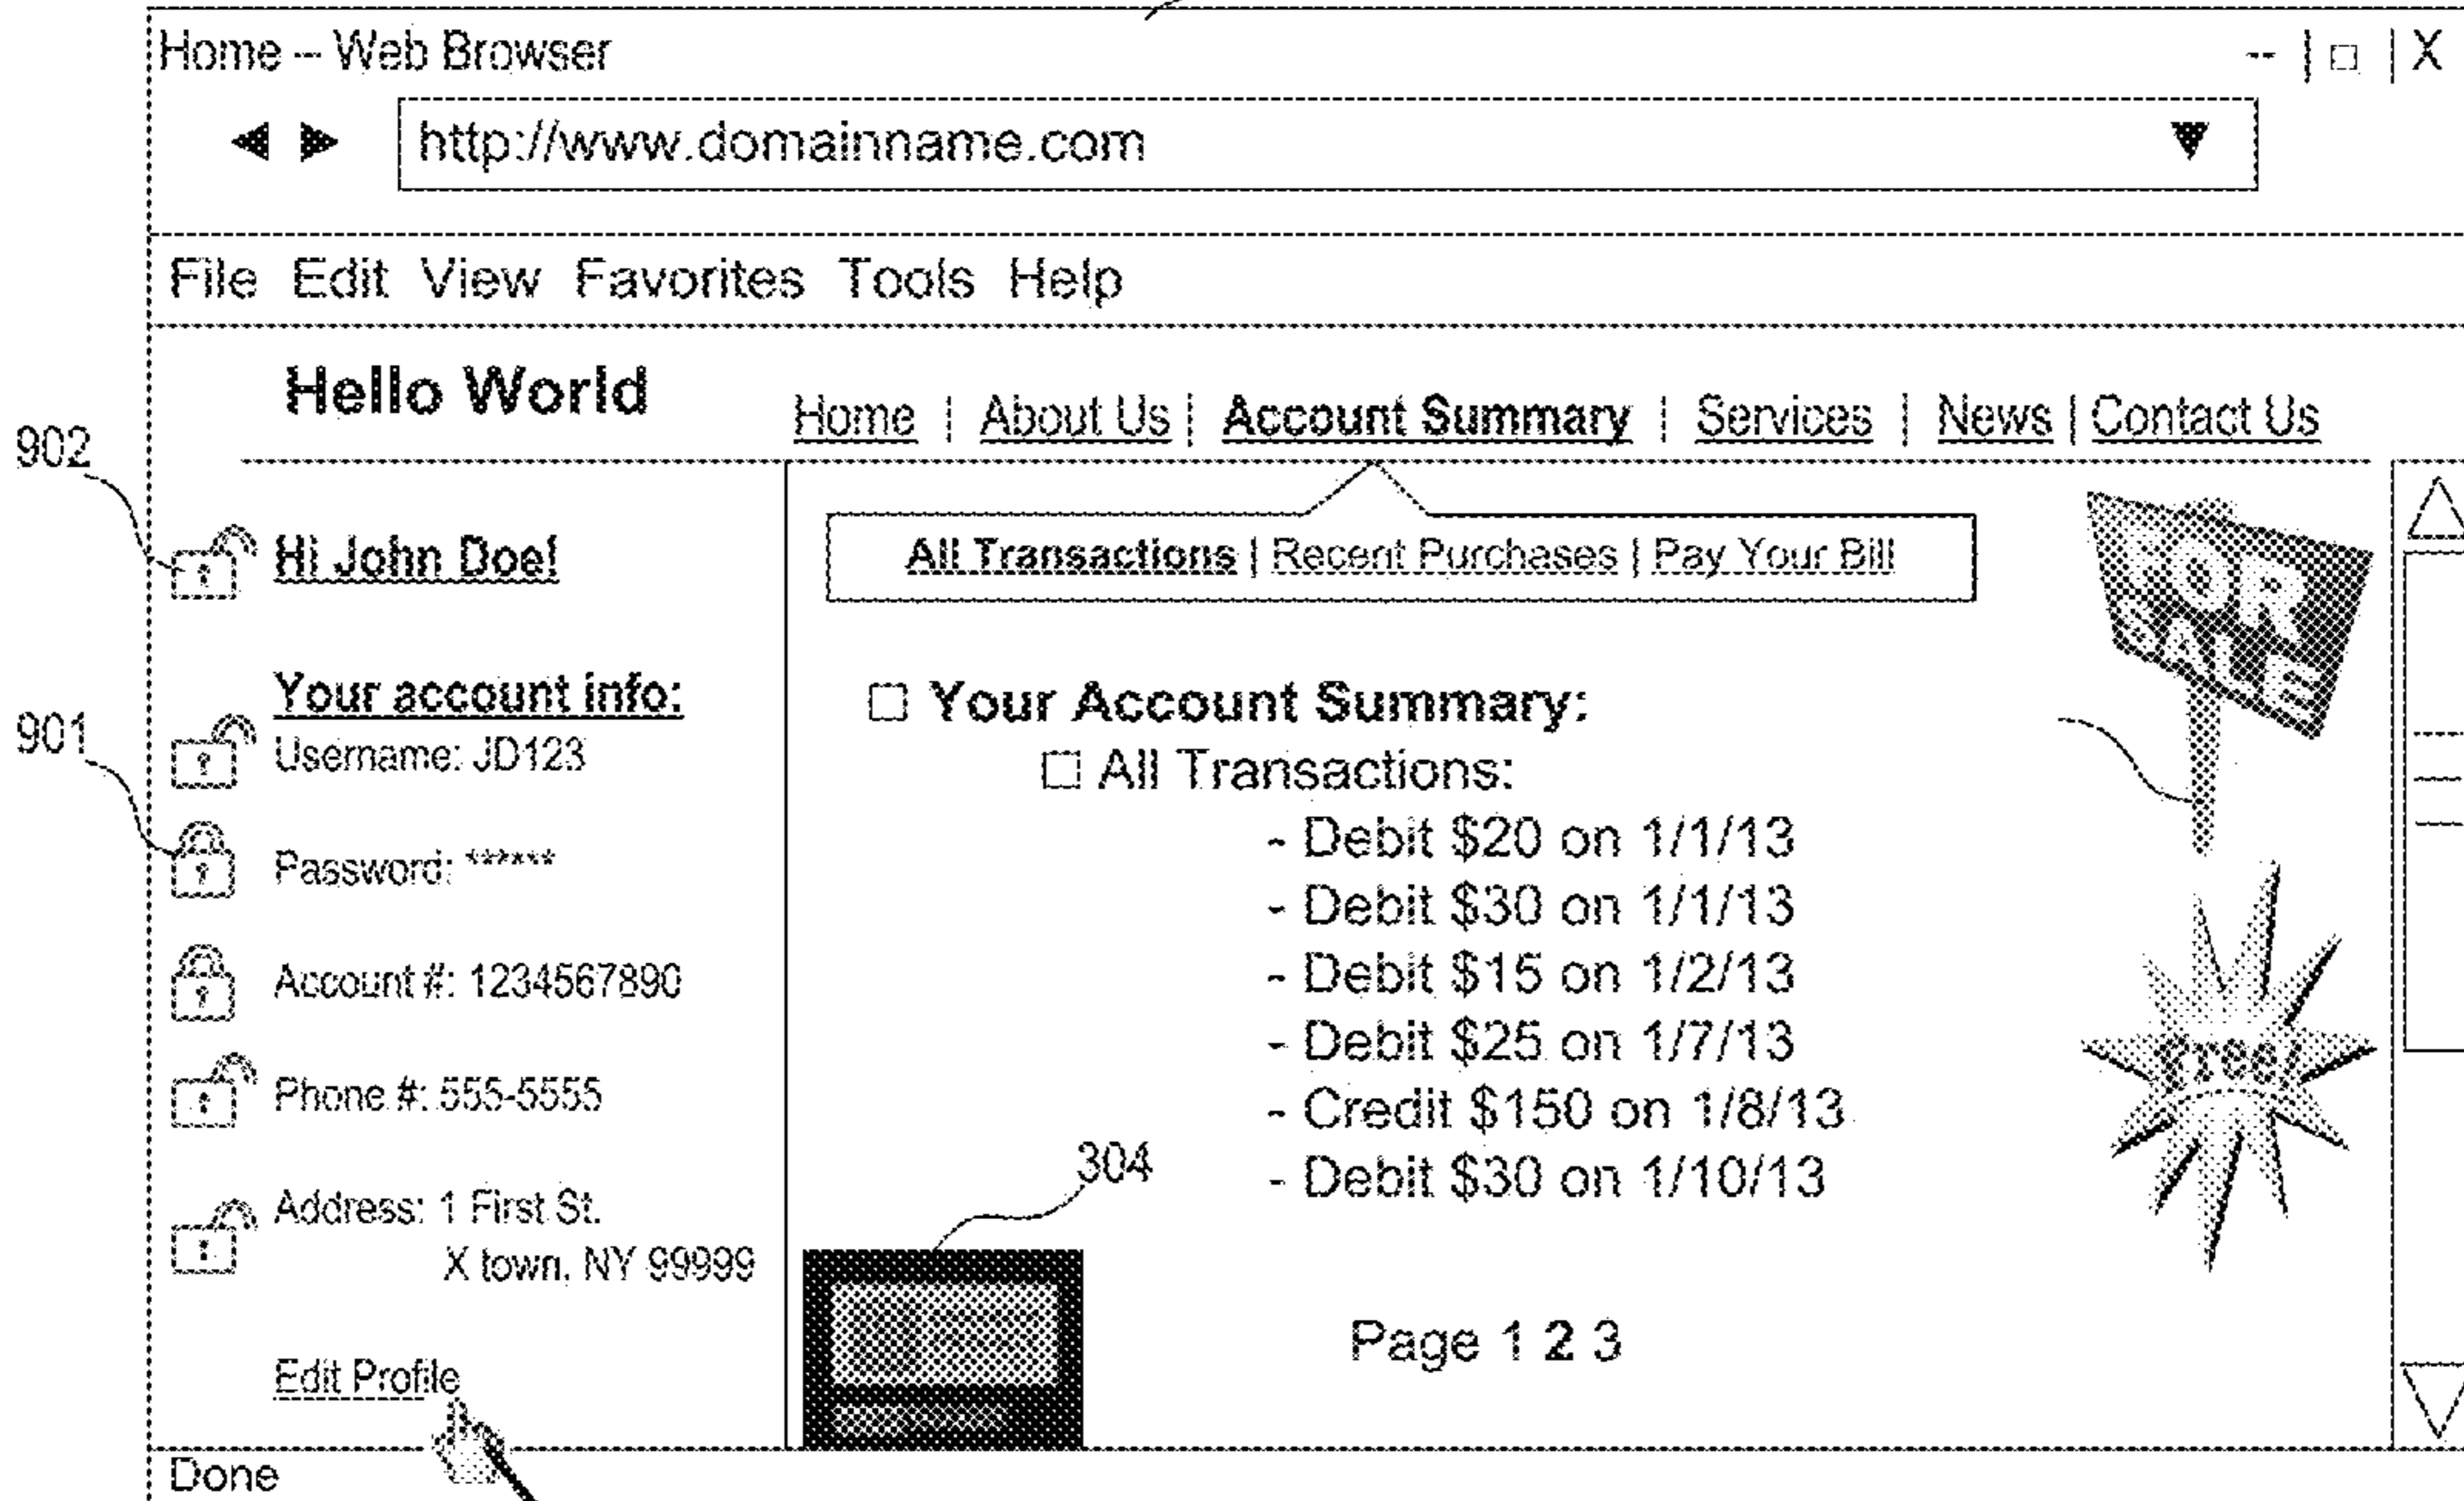 Home -- Web Browser -- | □ | X
http://www.domainname.com
File Edit View Favorites Tools Help
Hello World
Home | About Us | Account Summary | Services | News | Contact Us
902
Hi John Doe!
All Transactions | Recent Purchases | Pay Your Bill
FOR
SALE
Your account info:
901
Username: JD123
Password: ******
Account #: 1234567890
Phone #: 555-5555
Address: 1 First St.
X town, NY 99999
Edit Profile
Your Account Summary:
All Transactions:
- Debit $20 on 1/1/13
- Debit $30 on 1/1/13
- Debit $15 on 1/2/13
- Debit $25 on 1/7/13
- Credit $150 on 1/8/13
- Debit $30 on 1/10/13
304
free!
Page 1 2 3
Done